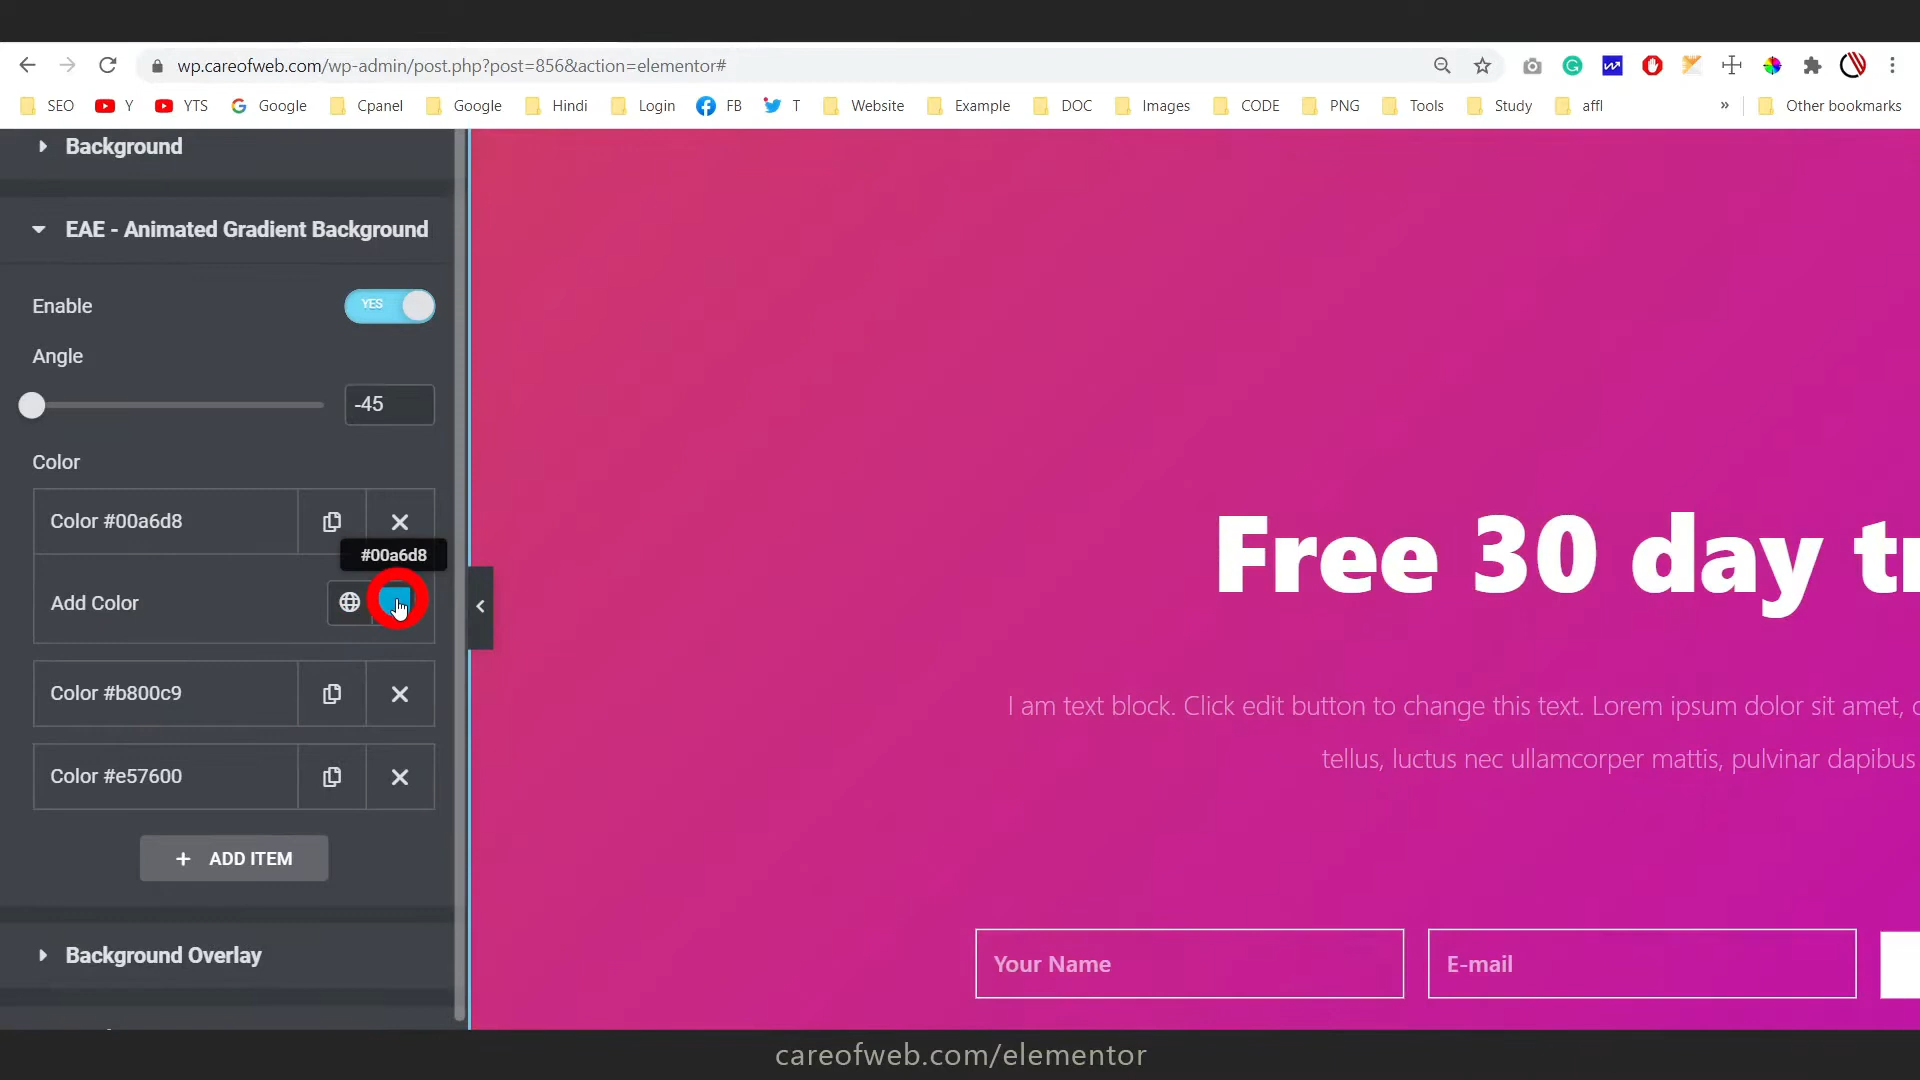 wp.careofweb.com/wp-admin/post.php?post=856&action=elementor#
SEO Y YTS Google Cpanel Google Hindi Login FB T Website Example DOC Images CODE PNG Tools Study affl » Other bookmarks
Background
EAE - Animated Gradient Background
Enable YES
Angle
-45
Color
Color #00a6d8
#00a6d8
Add Color
Color #b800c9
Color #e57600
+ ADD ITEM
Background Overlay
Free 30 day tr
I am text block. Click edit button to change this text. Lorem ipsum dolor sit amet, c
tellus, luctus nec ullamcorper mattis, pulvinar dapibus
Your Name E-mail
careofweb.com/elementor